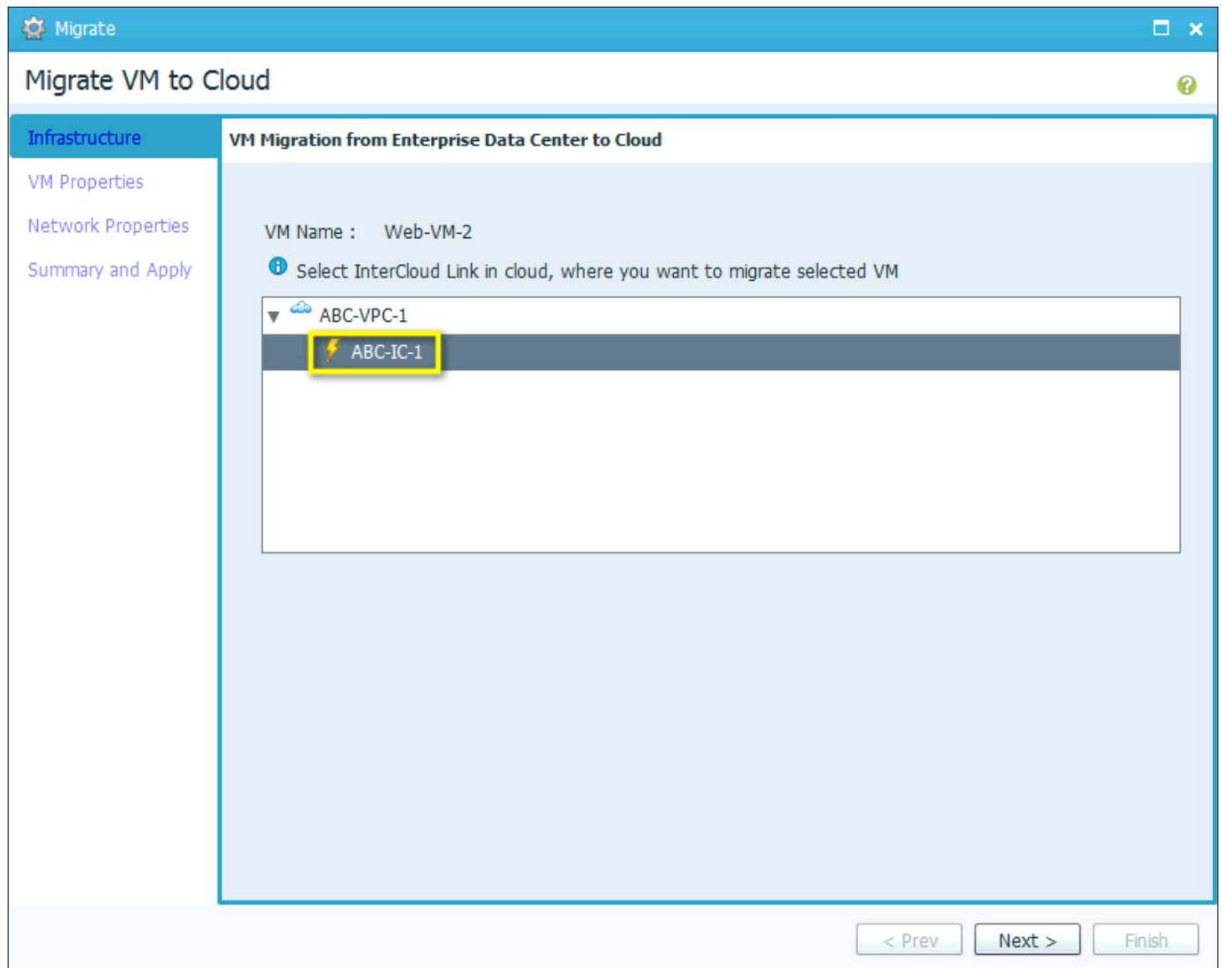 Migrate
Migrate VM to Cloud
Infrastructure
VM Properties
Network Properties
Summary and Apply
VM Migration from Enterprise Data Center to Cloud
VM Name : Web-VM-2
Select InterCloud Link in cloud, where you want to migrate selected VM
ABC-VPC-1
ABC-IC-1
< Prev
Next >
Finish